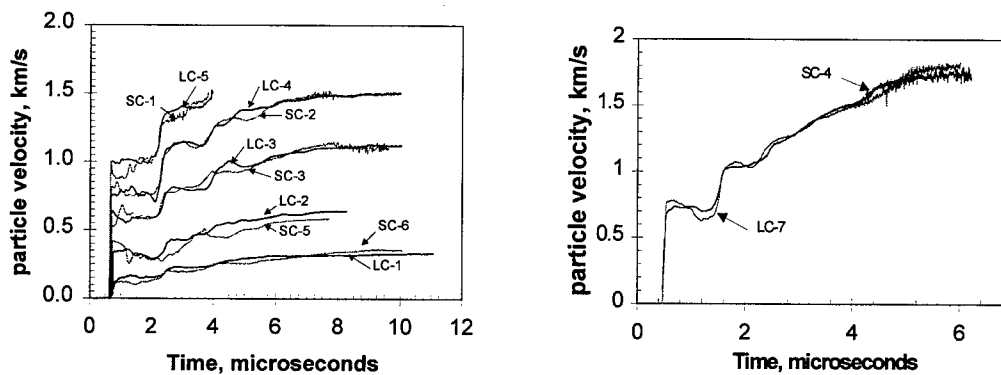 particle velocity, km/s
2.0
1.5
1.0
0.5
0.0
LC-5
SC-1
LC-4
SC-2
LC-3
SC-3
LC-2
SC-5
SC-6
LC-1
0 2 4 6 8 10 12
Time, microseconds
particle velocity, km/s
2
1.5
1
0.5
0
SC-4
LC-7
0 2 4 6
Time, microseconds